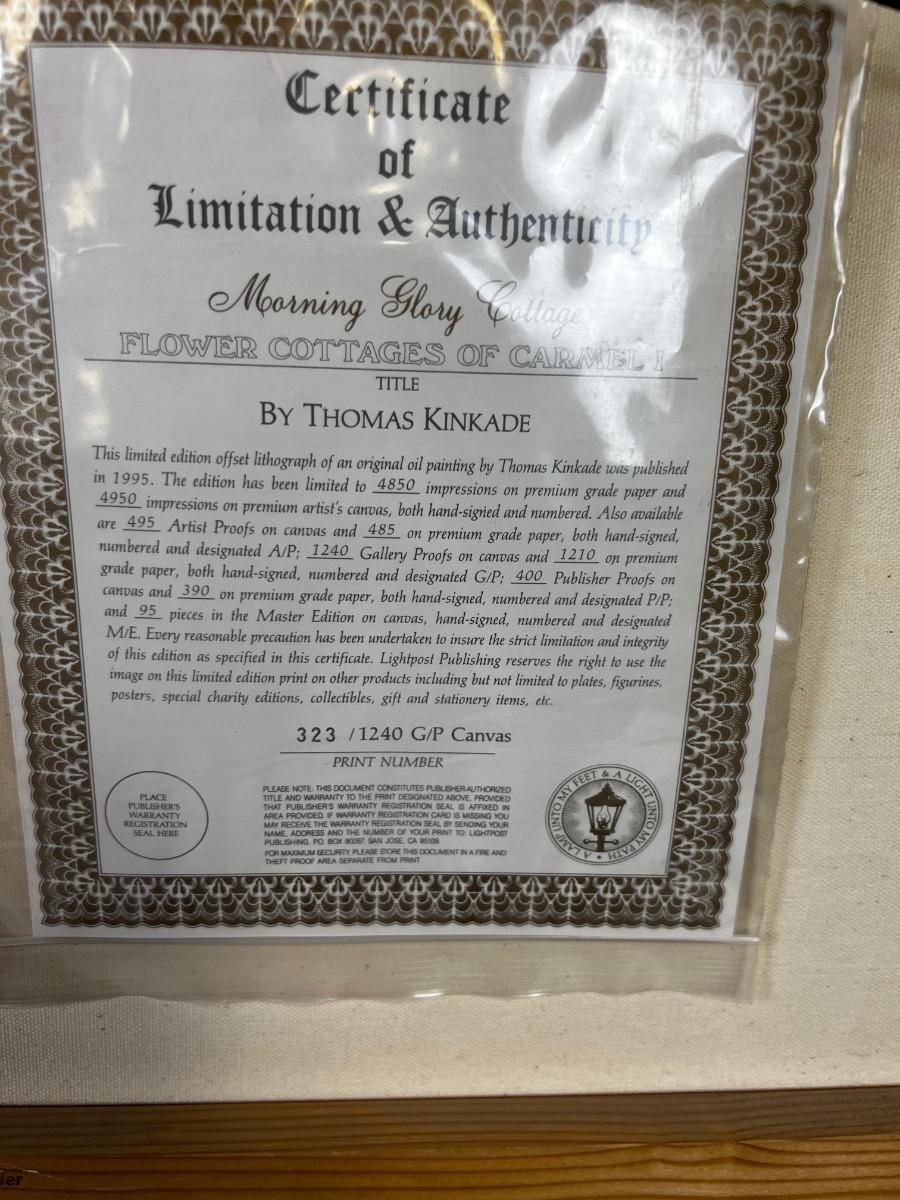 Certificate
of
Limitation & Authenticity
Morning Glory Cottage
FLOWER COTTAGES OF CARMEL I
TITLE
BY THOMAS KINKADE
This limited edition offset lithograph of an original oil painting by Thomas Kinkade was published
in 1995. The edition has been limited to 4850 impressions on premium grade paper and
4950 impressions on premium artist's canvas, both hand-signed and numbered. Also available
are 495 Artist Proofs on canvas and 485 on premium grade paper, both hand-signed,
numbered and designated A/P; 1240 Gallery Proofs on canvas and 1210 on premium
grade paper, both hand-signed, numbered and designated G/P; 400 Publisher Proofs on
canvas and 390 on premium grade paper, both hand-signed, numbered and designated P/P;
and 95 pieces in the Master Edition on canvas, hand-signed, numbered and designated
M/E. Every reasonable precaution has been undertaken to insure the strict limitation and integrity
of this edition as specified in this certificate. Lightpost Publishing reserves the right to use the
image on this limited edition print on other products including but not limited to plates, figurines,
posters, special charity editions, collectibles, gift and stationery items, etc.
323 /1240 G/P Canvas
PRINT NUMBER
PLACE
PUBLISHER'S
WARRANTY
REGISTRATION
SEAL HERE
PLEASE NOTE: THIS DOCUMENT CONSTITUTES PUBLISHER-AUTHORIZED
TITLE AND WARRANTY TO THE PRINT DESIGNATED ABOVE, PROVIDED
THAT PUBLISHER'S WARRANTY REGISTRATION SEAL IS AFFIXED IN
AREA PROVIDED. IF WARRANTY REGISTRATION CARD IS MISSING YOU
MAY RECEIVE THE WARRANTY REGISTRATION SEAL BY SENDING YOUR
NAME, ADDRESS AND THE NUMBER OF YOUR PRINT TO: LIGHTPOST
PUBLISHING, P.O. BOX 90267, SAN JOSE, CA 95109.
FOR MAXIMUM SECURITY, PLEASE STORE THIS DOCUMENT IN A FIRE AND
THEFT PROOF AREA SEPARATE FROM PRINT.
A LAMP UNTO MY FEET & A LIGHT UNTO MY PATH •